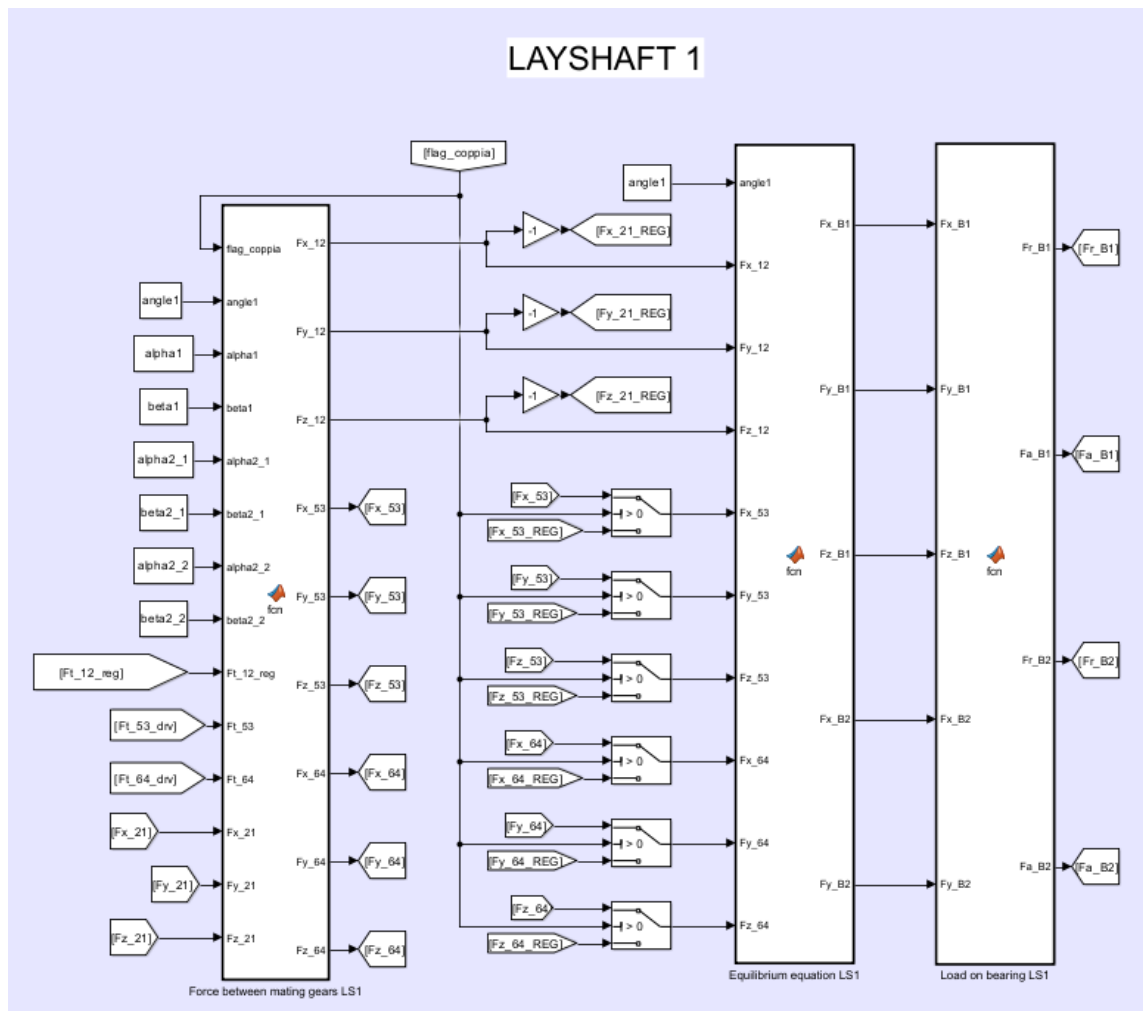 LAYSHAFT 1
[flag_coppia]
angle1
alpha1
beta1
alpha2_1
beta2_1
alpha2_2
beta2_2
[Ft_12_reg]
[Ft_53_drv]
[Ft_64_drv]
[Fx_21]
[Fy_21]
[Fz_21]
flag_coppia
angle1
alpha1
beta1
alpha2_1
beta2_1
alpha2_2
beta2_2
Ft_12_reg
Ft_53
Ft_64
Fx_21
Fy_21
Fz_21
fcn
Fx_12
Fy_12
Fz_12
Fx_53
Fy_53
Fz_53
Fx_64
Fy_64
Fz_64
Force between mating gears LS1
[Fx_53]
[Fy_53]
[Fz_53]
[Fx_64]
[Fy_64]
[Fz_64]
angle1
-1
[Fx_21_REG]
-1
[Fy_21_REG]
-1
[Fz_21_REG]
[Fx_53]
> 0
[Fx_53_REG]
[Fy_53]
> 0
[Fy_53_REG]
[Fz_53]
> 0
[Fz_53_REG]
[Fx_64]
> 0
[Fx_64_REG]
[Fy_64]
> 0
[Fy_64_REG]
[Fz_64]
> 0
[Fz_64_REG]
angle1
Fx_12
Fy_12
Fz_12
Fx_53
Fy_53
Fz_53
Fx_64
Fy_64
Fz_64
fcn
Fx_B1
Fy_B1
Fz_B1
Fx_B2
Fy_B2
Equilibrium equation LS1
Fx_B1
Fy_B1
Fz_B1
Fx_B2
Fy_B2
fcn
Fr_B1
Fa_B1
Fr_B2
Fa_B2
Load on bearing LS1
[Fr_B1]
[Fa_B1]
[Fr_B2]
[Fa_B2]